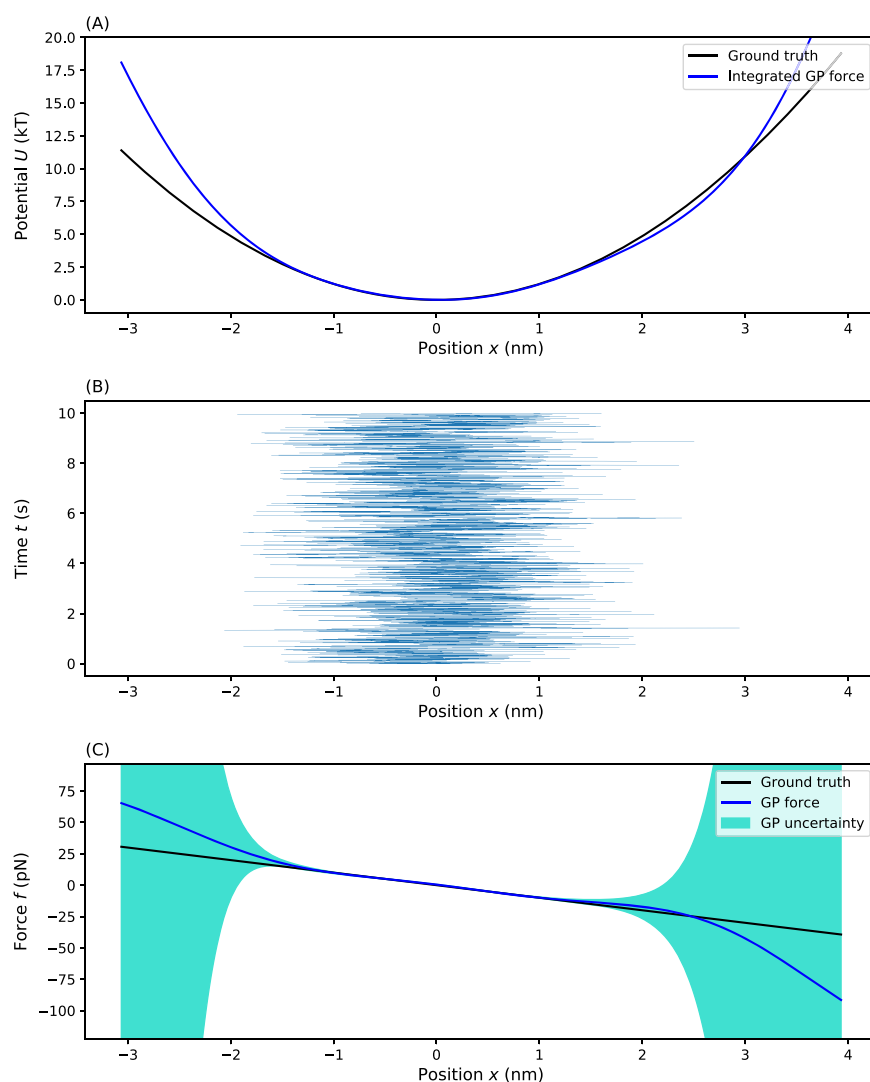 (A)
20.0
17.5
15.0
12.5
10.0
7.5
5.0
2.5
0.0
Potential U (kT)
Ground truth
Integrated GP force
−3 −2 −1 0 1 2 3 4
Position x (nm)
(B)
10
8
6
4
2
0
Time t (s)
−3 −2 −1 0 1 2 3 4
Position x (nm)
(C)
75
50
25
0
−25
−50
−75
−100
Force f (pN)
Ground truth
GP force
GP uncertainty
−3 −2 −1 0 1 2 3 4
Position x (nm)